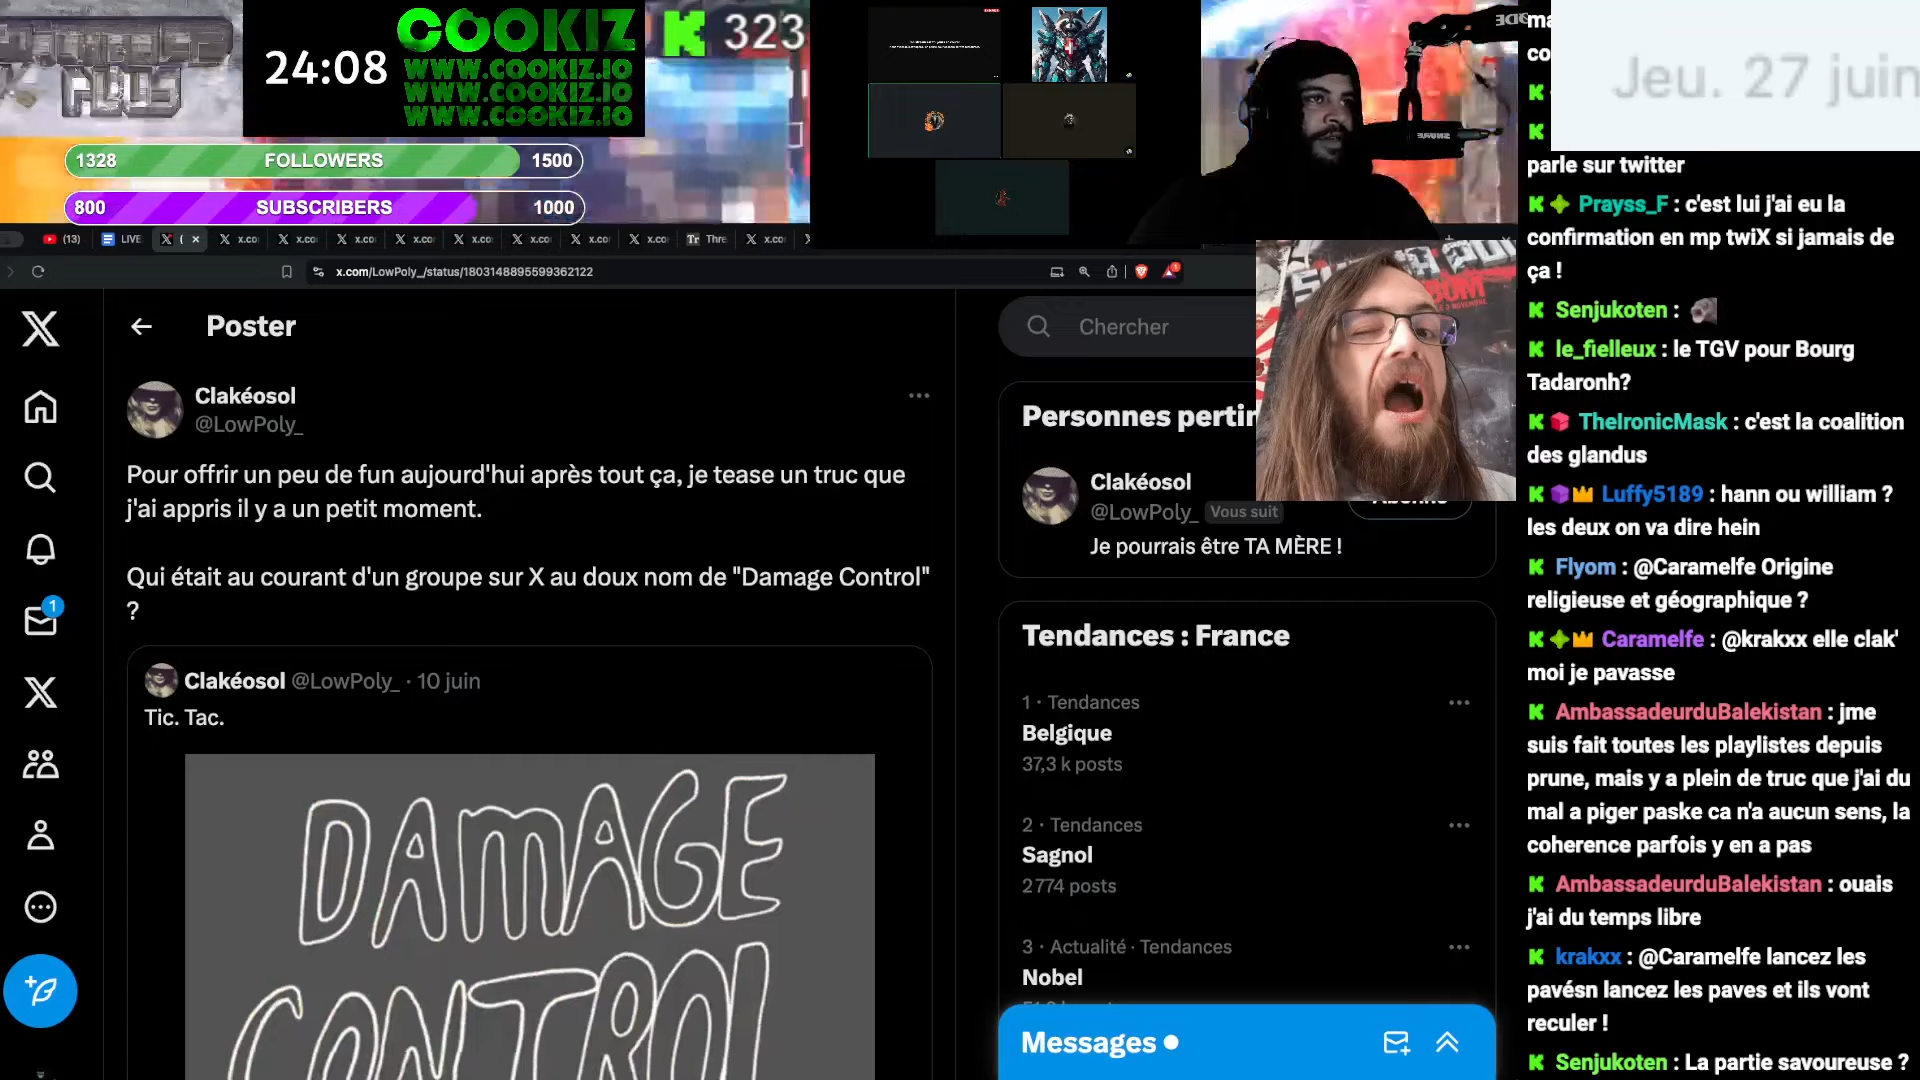 24:08
COOKIZ
WWW.COOKIZ.IO
WWW.COOKIZ.IO
WWW.COOKIZ.IO
323
1328 FOLLOWERS 1500
800 SUBSCRIBERS 1000
Jeu. 27 juin
(13) LIVE ( x.co x.co x.co x.co x.co x.co x.co x.co Thre x.co
x.com/LowPoly_/status/1803148895599362122
Poster
Clakéosol
@LowPoly_
Pour offrir un peu de fun aujourd'hui après tout ça, je tease un truc que
j'ai appris il y a un petit moment.
Qui était au courant d'un groupe sur X au doux nom de "Damage Control"
?
Clakéosol @LowPoly_ · 10 juin
Tic. Tac.
DAMAGE
CONTROL
1
Chercher
Personnes pertin
Clakéosol
@LowPoly_ Vous suit
Je pourrais être TA MÈRE !
Tendances : France
1 · Tendances
Belgique
37,3 k posts
2 · Tendances
Sagnol
2 774 posts
3 · Actualité · Tendances
Nobel
Messages
parle sur twitter
Prayss_F : c'est lui j'ai eu la
confirmation en mp twiX si jamais de
ça !
Senjukoten :
le_fielleux : le TGV pour Bourg
Tadaronh?
TheIronicMask : c'est la coalition
des glandus
Luffy5189 : hann ou william ?
les deux on va dire hein
Flyom : @Caramelfe Origine
religieuse et géographique ?
Caramelfe : @krakxx elle clak'
moi je pavasse
AmbassadeurduBalekistan : jme
suis fait toutes les playlistes depuis
prune, mais y a plein de truc que j'ai du
mal a piger paske ca n'a aucun sens, la
coherence parfois y en a pas
AmbassadeurduBalekistan : ouais
j'ai du temps libre
krakxx : @Caramelfe lancez les
pavésn lancez les paves et ils vont
reculer !
Senjukoten : La partie savoureuse ?